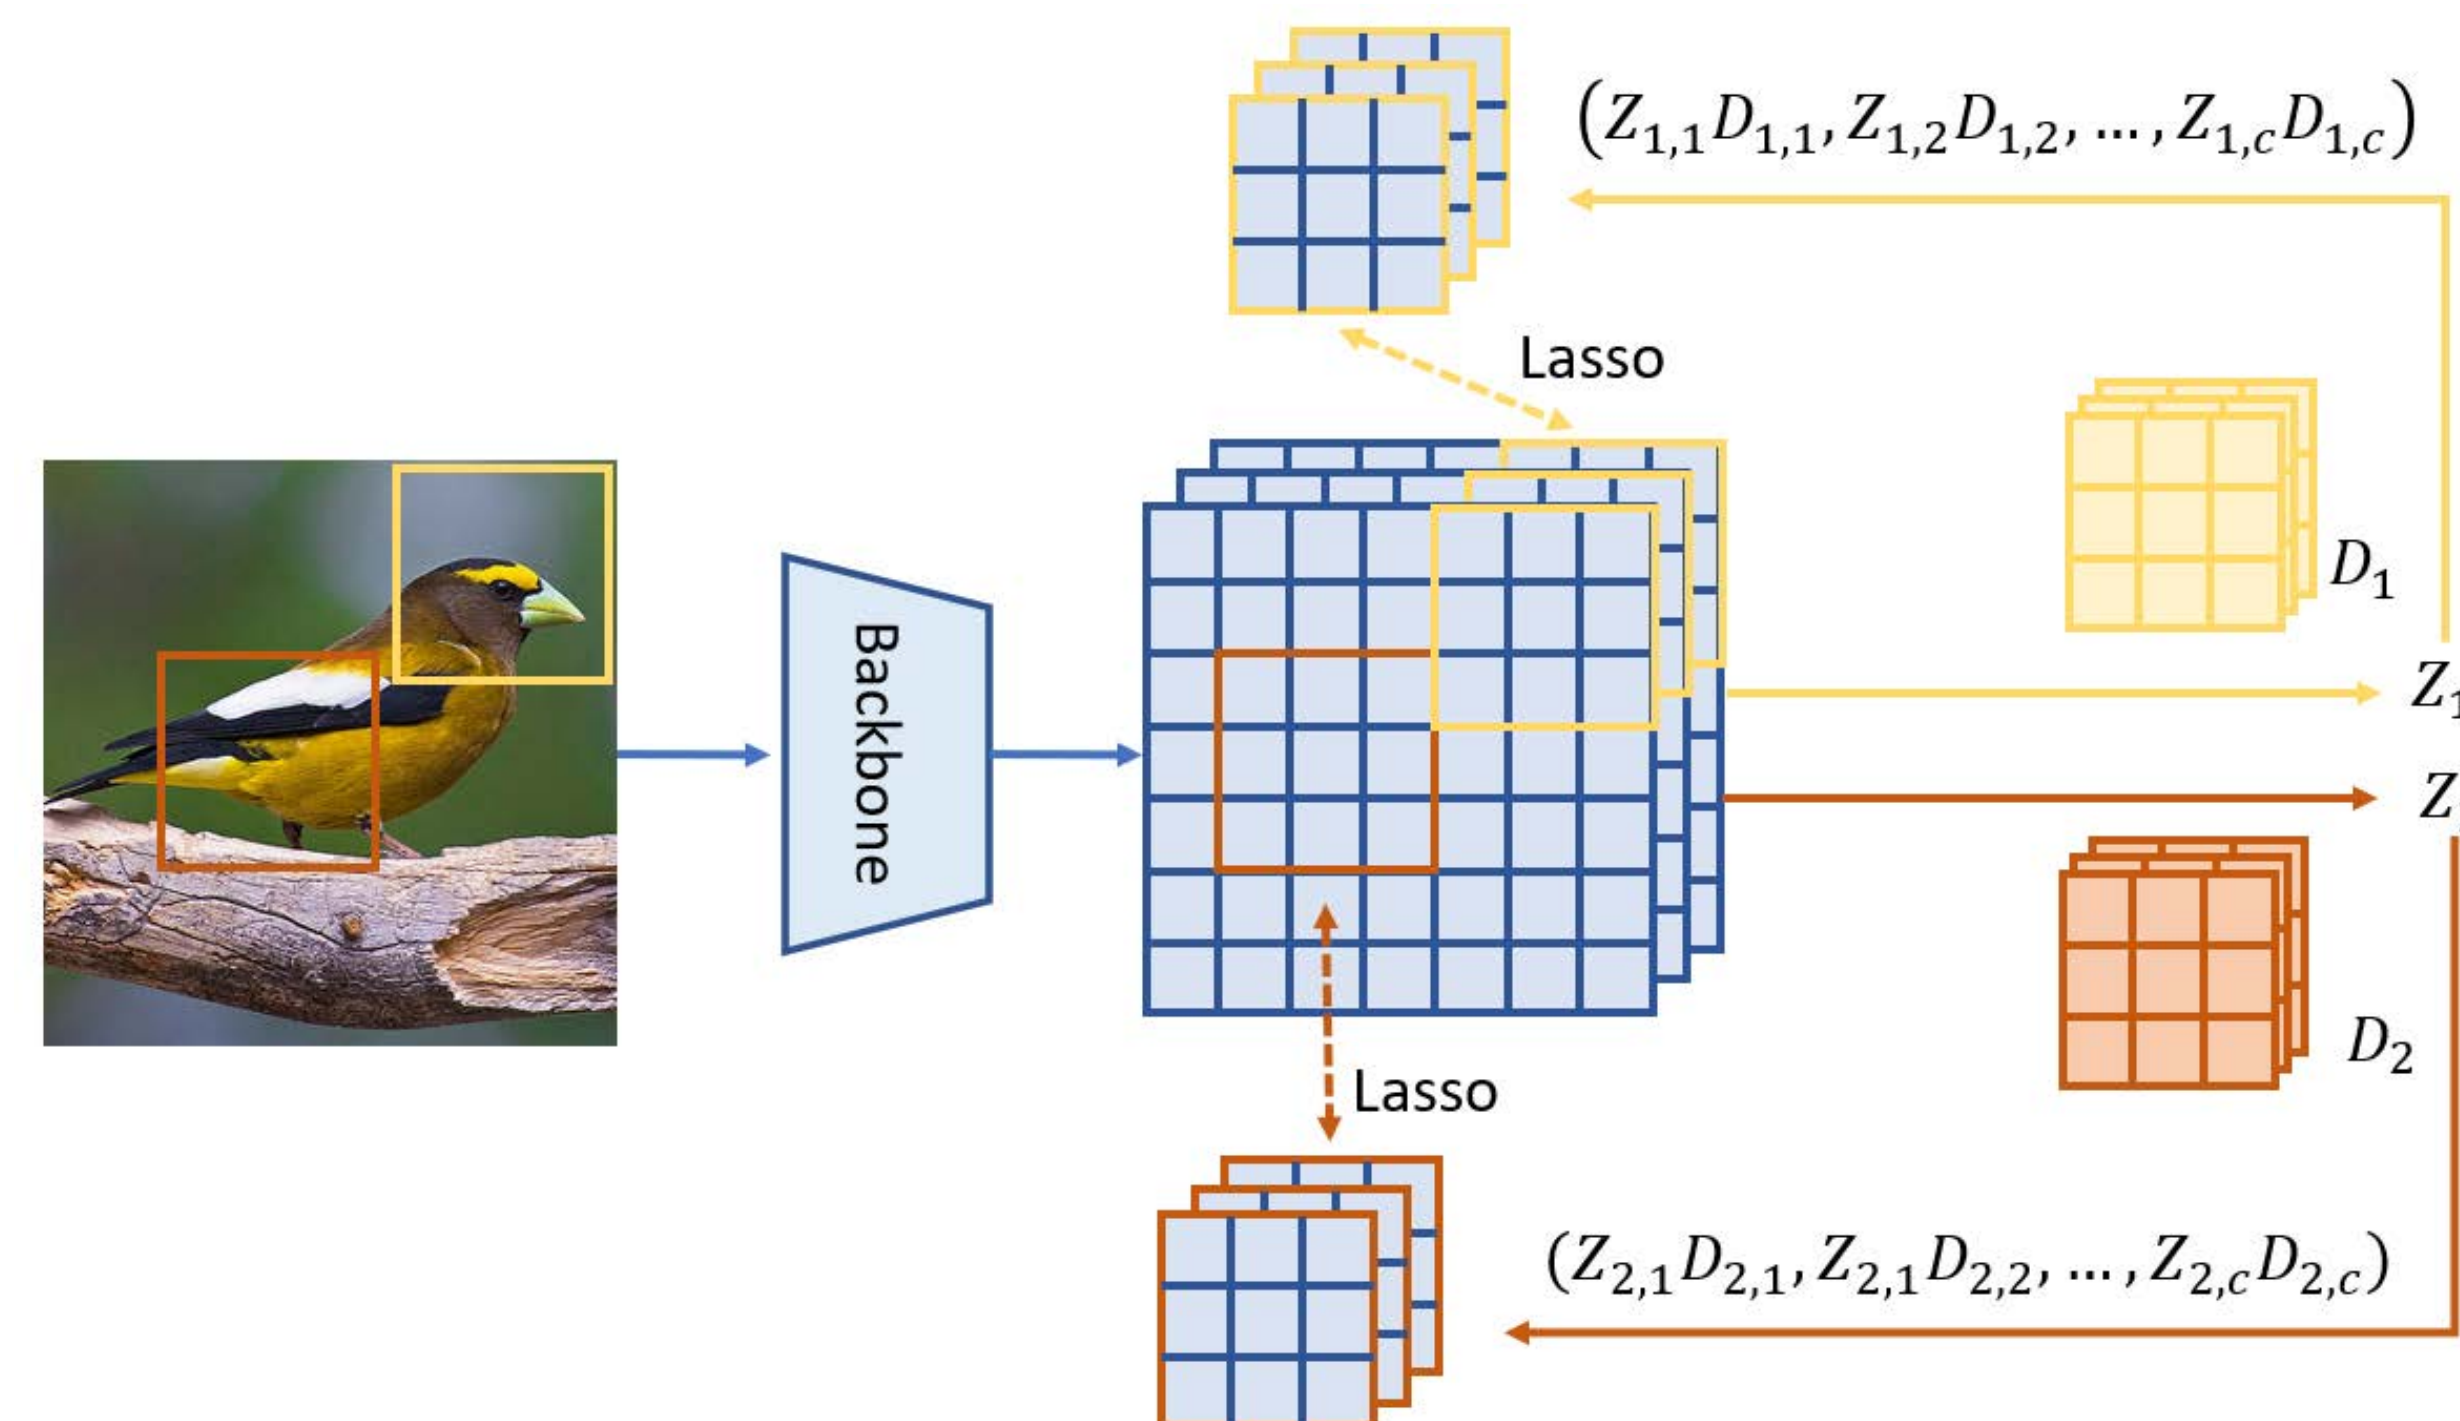 (Z₁,₁D₁,₁, Z₁,₂D₁,₂, ... , Z₁,cD₁,c)
Lasso
D₁
Backbone
Z₁
Z
D₂
Lasso
(Z₂,₁D₂,₁, Z₂,₁D₂,₂, ... , Z₂,cD₂,c)